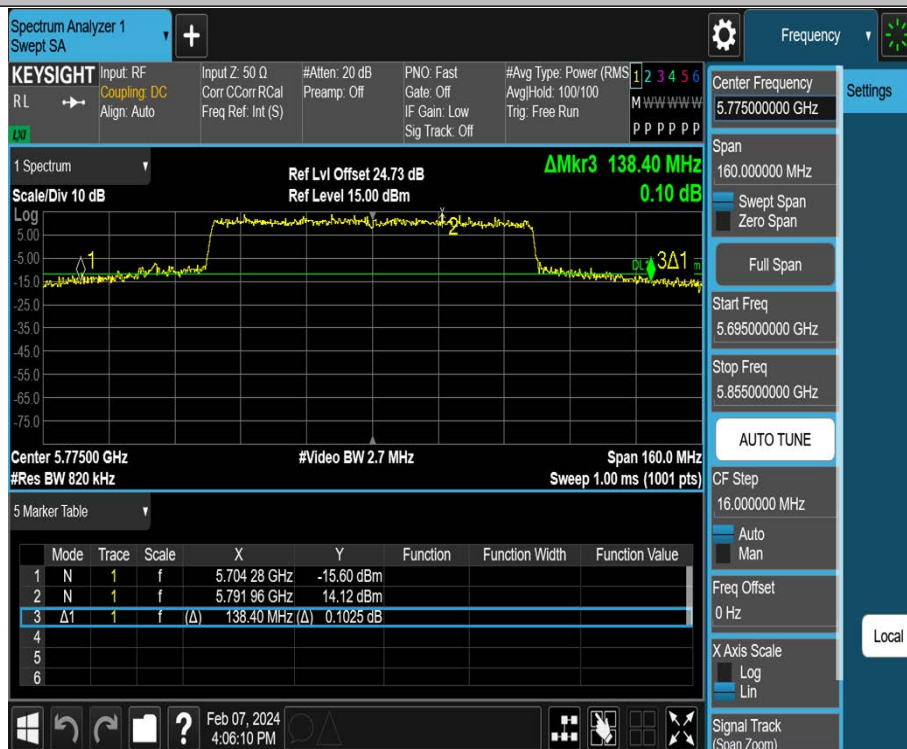 Spectrum Analyzer 1
Swept SA
+
Frequency
KEYSIGHT
RL
LXI
Input: RF
Coupling: DC
Align: Auto
Input Z: 50 Ω
Corr CCorr RCal
Freq Ref: Int (S)
#Atten: 20 dB
Preamp: Off
PNO: Fast
Gate: Off
IF Gain: Low
Sig Track: Off
#Avg Type: Power (RMS
Avg|Hold: 100/100
Trig: Free Run
1 2 3 4 5 6
M W W W W W
P P P P P P
1 Spectrum
Scale/Div 10 dB
Ref Lvl Offset 24.73 dB
Ref Level 15.00 dBm
ΔMkr3 138.40 MHz
0.10 dB
Log
5.00
-5.00
-15.0
-25.0
-35.0
-45.0
-55.0
-65.0
-75.0
1
2
3Δ1
Center 5.77500 GHz
#Video BW 2.7 MHz
Span 160.0 MHz
#Res BW 820 kHz
Sweep 1.00 ms (1001 pts)
5 Marker Table
Mode Trace Scale X Y Function Function Width Function Value
1 N 1 f 5.704 28 GHz -15.60 dBm
2 N 1 f 5.791 96 GHz 14.12 dBm
3 Δ1 1 f (Δ) 138.40 MHz (Δ) 0.1025 dB
4
5
6
?
Feb 07, 2024
4:06:10 PM
Center Frequency
5.775000000 GHz
Span
160.000000 MHz
Swept Span
Zero Span
Full Span
Start Freq
5.695000000 GHz
Stop Freq
5.855000000 GHz
AUTO TUNE
CF Step
16.000000 MHz
Auto
Man
Freq Offset
0 Hz
X Axis Scale
Log
Lin
Signal Track
(Span Zoom)
Settings
Local